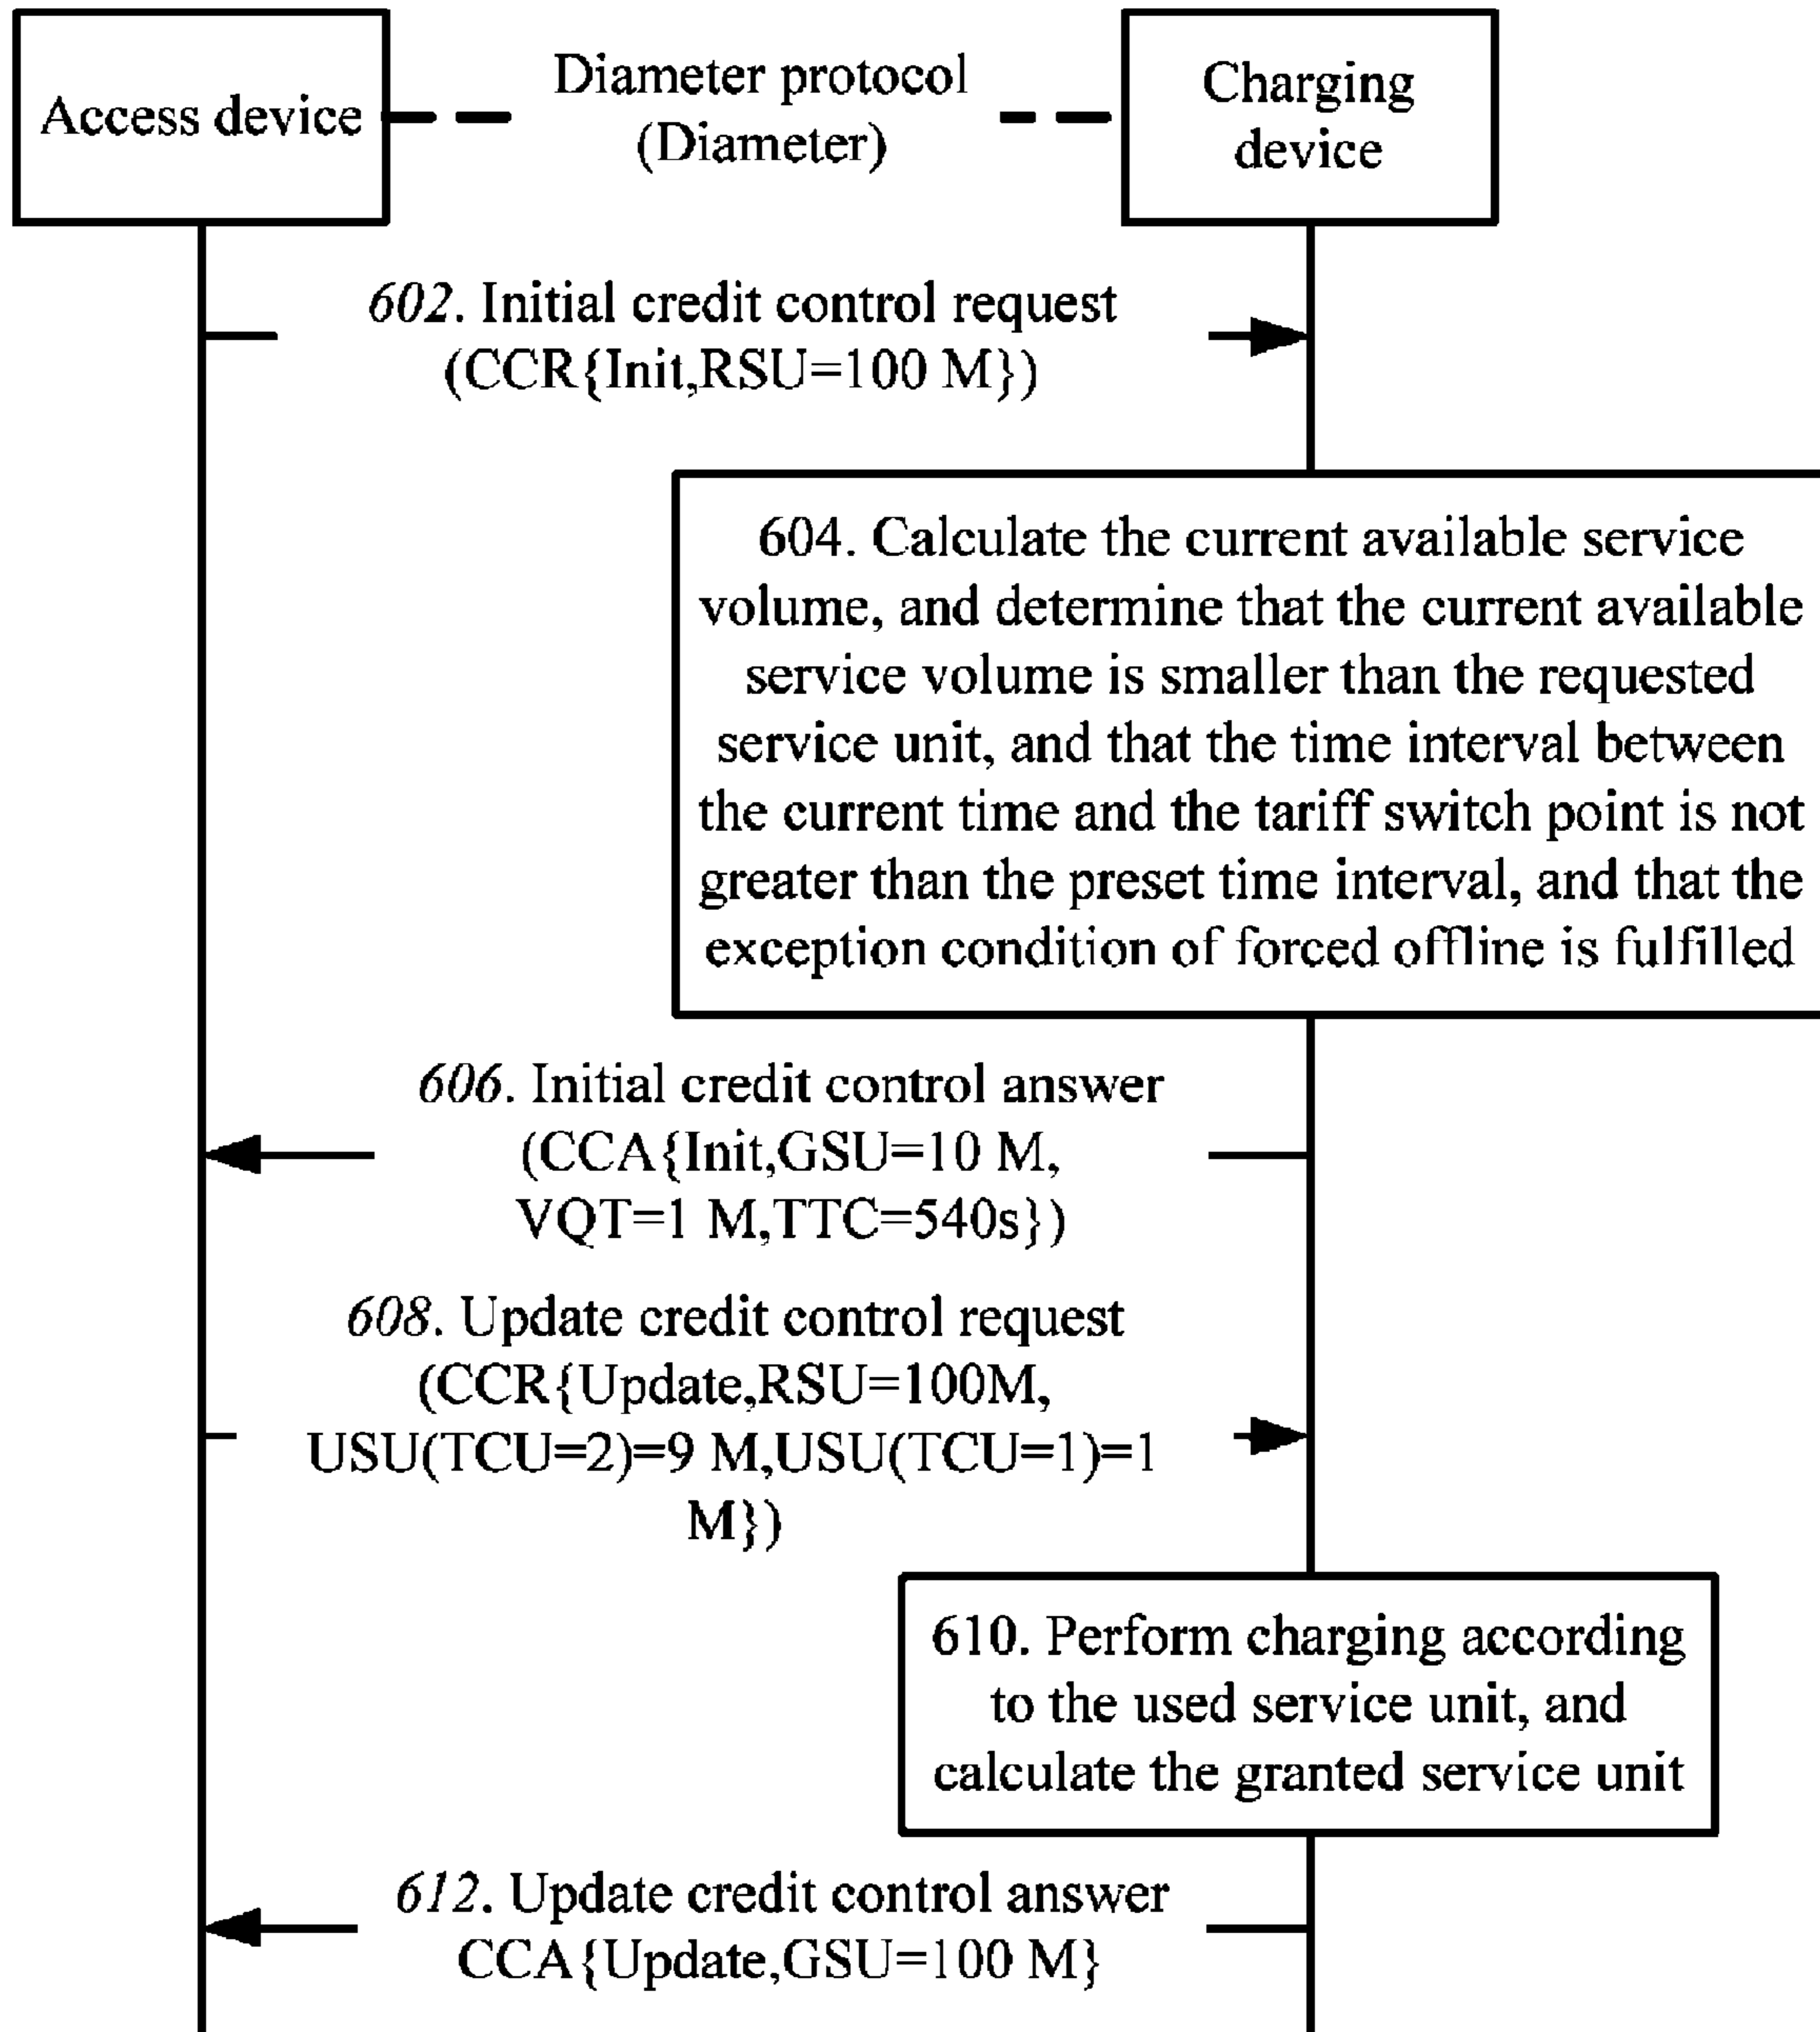 Access device
Diameter protocol
(Diameter)
Charging
device
602. Initial credit control request
(CCR{Init,RSU=100 M})
604. Calculate the current available service
volume, and determine that the current available
service volume is smaller than the requested
service unit, and that the time interval between
the current time and the tariff switch point is not
greater than the preset time interval, and that the
exception condition of forced offline is fulfilled
606. Initial credit control answer
(CCA{Init,GSU=10 M,
VQT=1 M,TTC=540s})
608. Update credit control request
(CCR{Update,RSU=100M,
USU(TCU=2)=9 M,USU(TCU=1)=1
M})
610. Perform charging according
to the used service unit, and
calculate the granted service unit
612. Update credit control answer
CCA{Update,GSU=100 M}